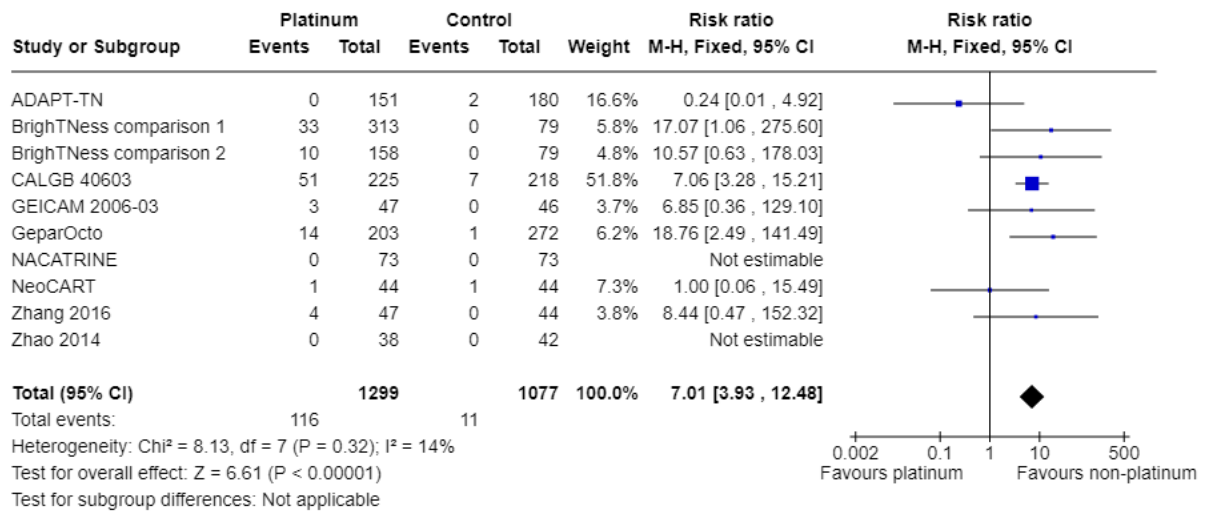 Platinum Control Risk ratio Risk ratio
Study or Subgroup Events Total Events Total Weight M-H, Fixed, 95% CI M-H, Fixed, 95% CI
ADAPT-TN 0 151 2 180 16.6% 0.24 [0.01 , 4.92]
BrighTNess comparison 1 33 313 0 79 5.8% 17.07 [1.06 , 275.60]
BrighTNess comparison 2 10 158 0 79 4.8% 10.57 [0.63 , 178.03]
CALGB 40603 51 225 7 218 51.8% 7.06 [3.28 , 15.21]
GEICAM 2006-03 3 47 0 46 3.7% 6.85 [0.36 , 129.10]
GeparOcto 14 203 1 272 6.2% 18.76 [2.49 , 141.49]
NACATRINE 0 73 0 73 Not estimable
NeoCART 1 44 1 44 7.3% 1.00 [0.06 , 15.49]
Zhang 2016 4 47 0 44 3.8% 8.44 [0.47 , 152.32]
Zhao 2014 0 38 0 42 Not estimable
Total (95% CI) 1299 1077 100.0% 7.01 [3.93 , 12.48]
Total events: 116 11
Heterogeneity: Chi² = 8.13, df = 7 (P = 0.32); I² = 14%
Test for overall effect: Z = 6.61 (P < 0.00001)
Test for subgroup differences: Not applicable
0.002 0.1 1 10 500
Favours platinum Favours non-platinum